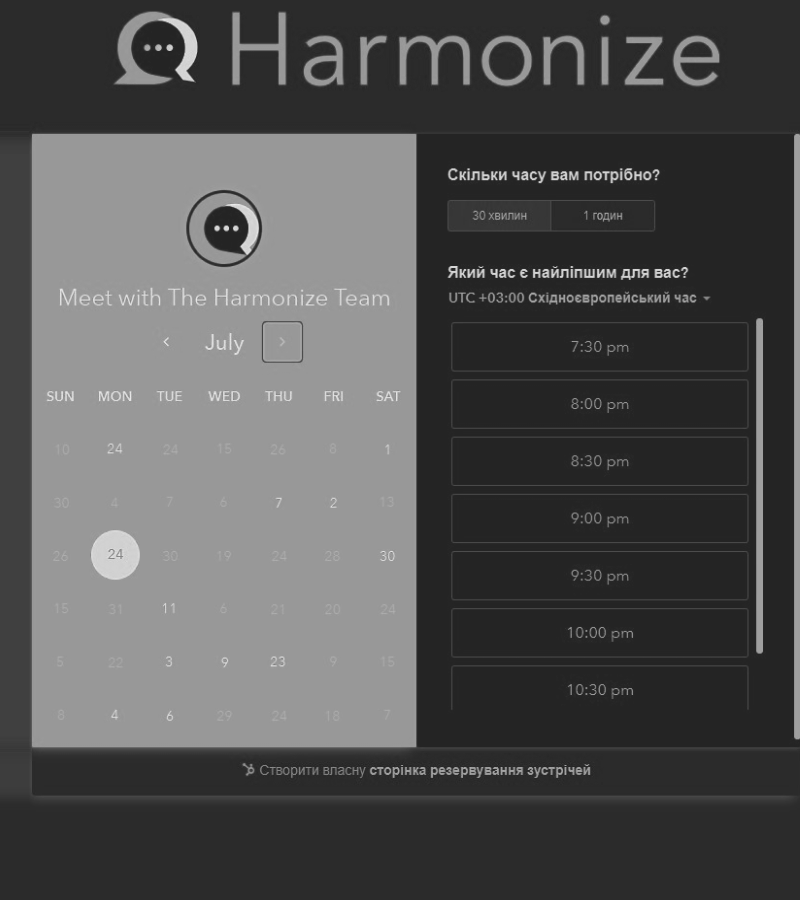 Harmonize
Meet with The Harmonize Team
July
SUN MON TUE WED THU FRI SAT
10 24 24 15 26 8 1
30 4 7 6 7 2 13
26 24 30 19 24 28 30
15 31 11 6 21 20 24
5 22 3 9 23 9 15
8 4 6 29 24 18 7
Скільки часу вам потрібно?
30 хвилин 1 годин
Який час є найліпшим для вас?
UTC +03:00 Східноєвропейський час
7:30 pm
8:00 pm
8:30 pm
9:00 pm
9:30 pm
10:00 pm
10:30 pm
Створити власну сторінка резервування зустрічей